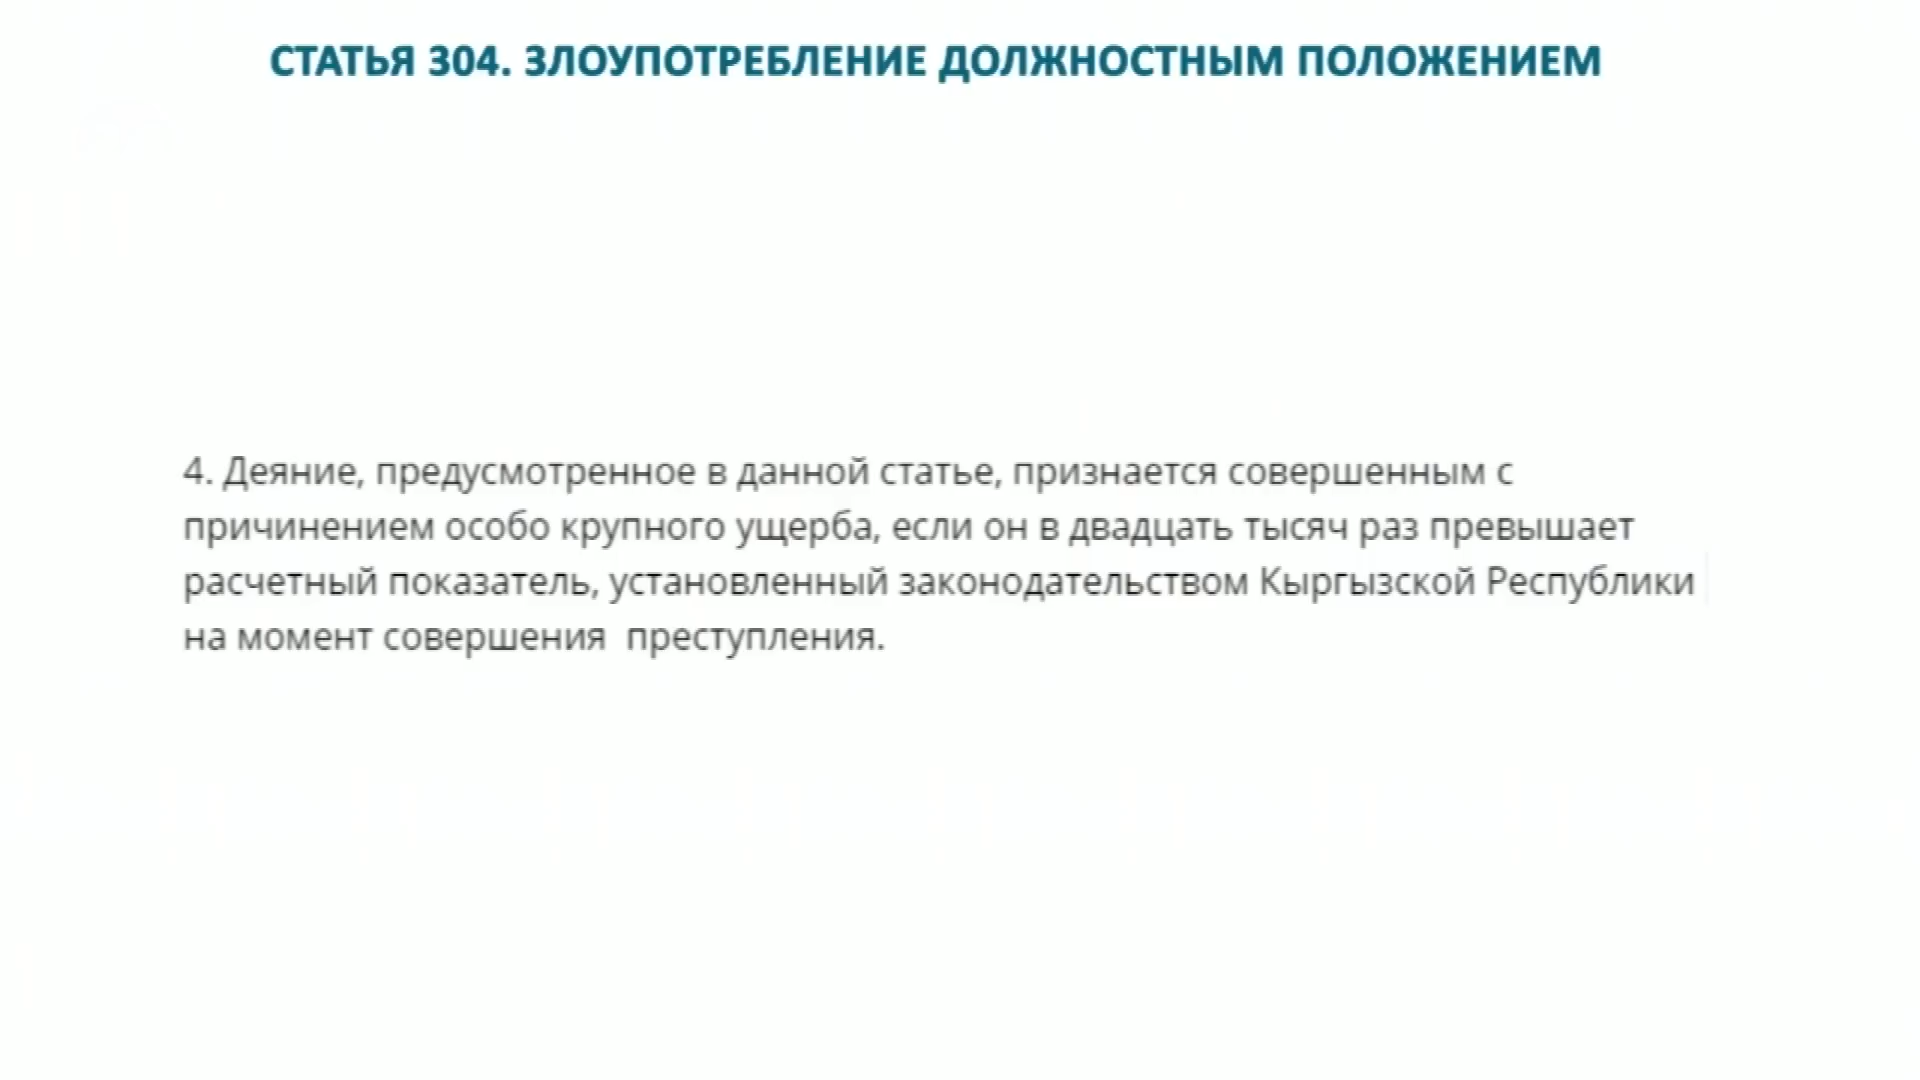 СТАТЬЯ 304. ЗЛОУПОТРЕБЛЕНИЕ ДОЛЖНОСТНЫМ ПОЛОЖЕНИЕМ
4. Деяние, предусмотренное в данной статье, признается совершенным с
причинением особо крупного ущерба, если он в двадцать тысяч раз превышает
расчетный показатель, установленный законодательством Кыргызской Республики
на момент совершения преступления.